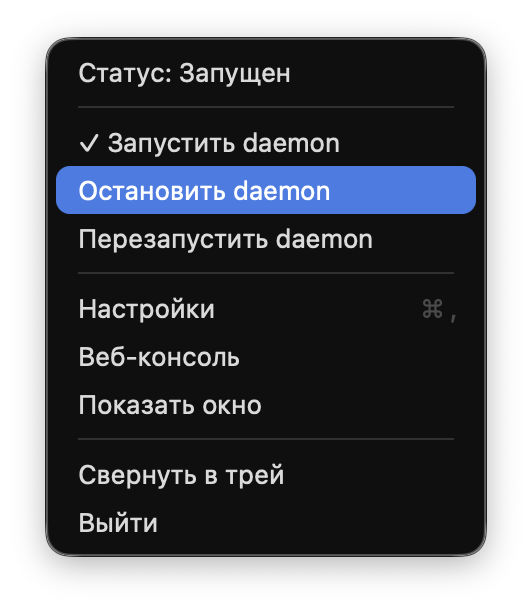 Статус: Запущен
✓ Запустить daemon
Остановить daemon
Перезапустить daemon
Настройки ⌘ ,
Веб-консоль
Показать окно
Свернуть в трей
Выйти